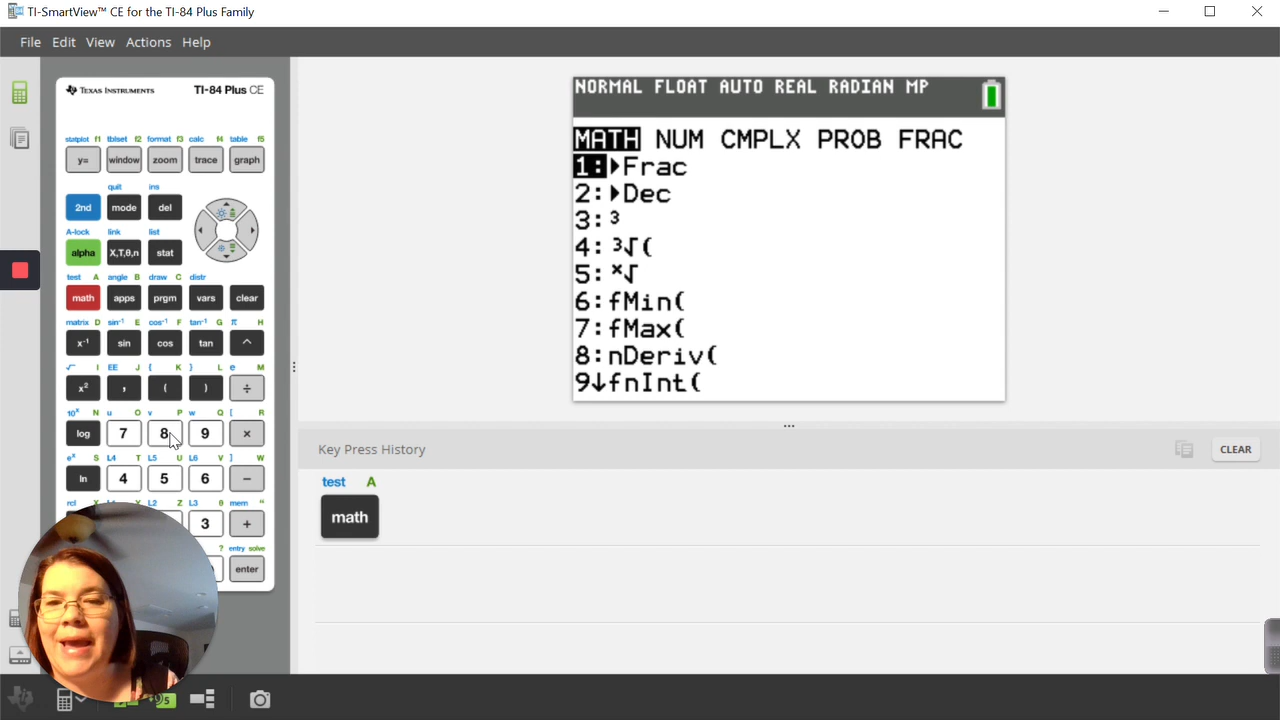 TI-SmartView™ CE for the TI-84 Plus Family
File Edit View Actions Help
TEXAS INSTRUMENTS TI-84 Plus CE
statplot f1 tblset f2 format f3 calc f4 table f5
y= window zoom trace graph
quit ins
2nd mode del
A-lock link list
alpha X,T,θ,n stat
test A angle B draw C distr
math apps prgm vars clear
matrix D sin⁻¹ E cos⁻¹ F tan⁻¹ G π H
x⁻¹ sin cos tan ^
√ I EE J { K } L e M
x² , ( ) ÷
10ˣ N u O v P w Q [ R
log 7 8 9 ×
eˣ S L4 T L5 U L6 V ] W
ln 4 5 6 −
rcl X L2 Z L3 θ mem "
3 +
? entry solve
enter
NORMAL FLOAT AUTO REAL RADIAN MP
MATH NUM CMPLX PROB FRAC
1:▶Frac
2:▶Dec
3:³
4:³√(
5:ˣ√
6:fMin(
7:fMax(
8:nDeriv(
9↓fnInt(
Key Press History
CLEAR
test A
math